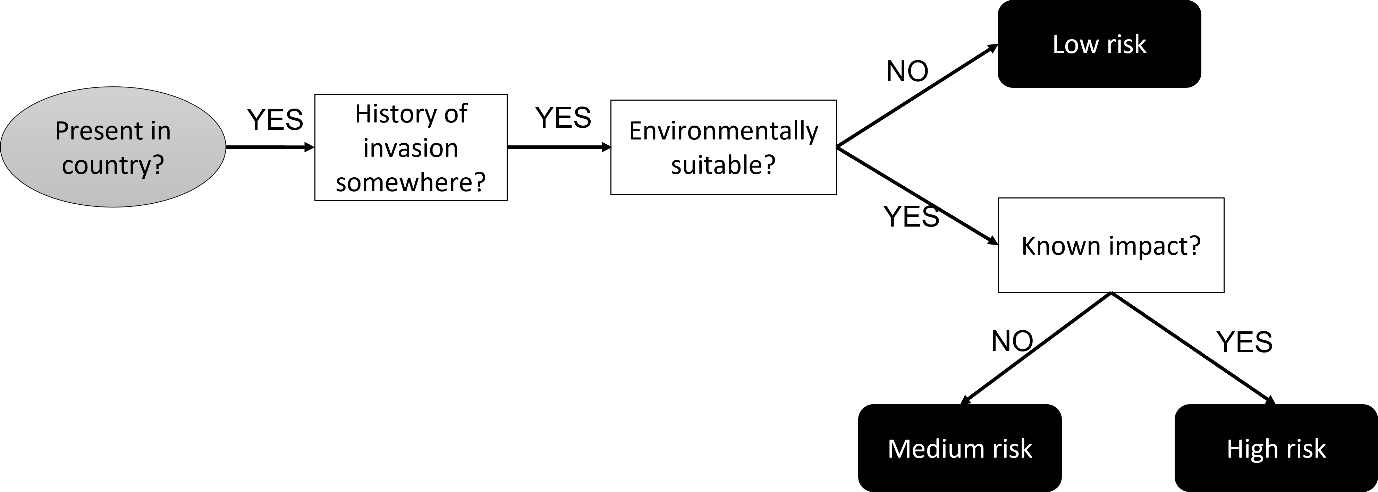 Present in
country?
YES
History of
invasion
somewhere?
YES
Environmentally
suitable?
NO
Low risk
YES
Known impact?
NO
Medium risk
YES
High risk